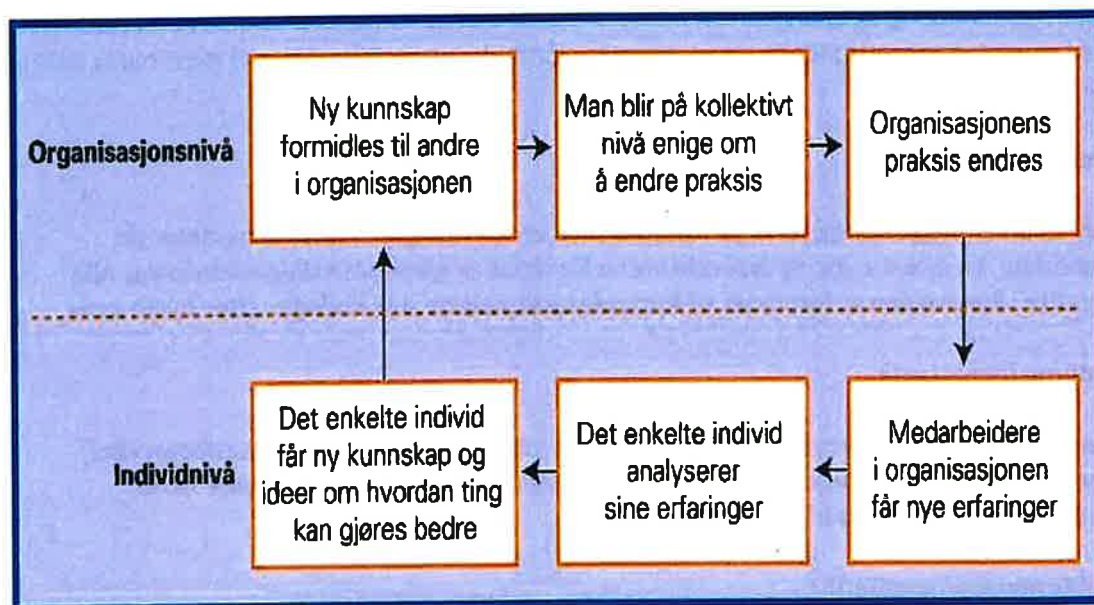 Organisasjonsnivå
Ny kunnskap
formidles til andre
i organisasjonen
Man blir på kollektivt
nivå enige om
å endre praksis
Organisasjonens
praksis endres
Individnivå
Det enkelte individ
får ny kunnskap og
ideer om hvordan ting
kan gjøres bedre
Det enkelte individ
analyserer
sine erfaringer
Medarbeidere
i organisasjonen
får nye erfaringer